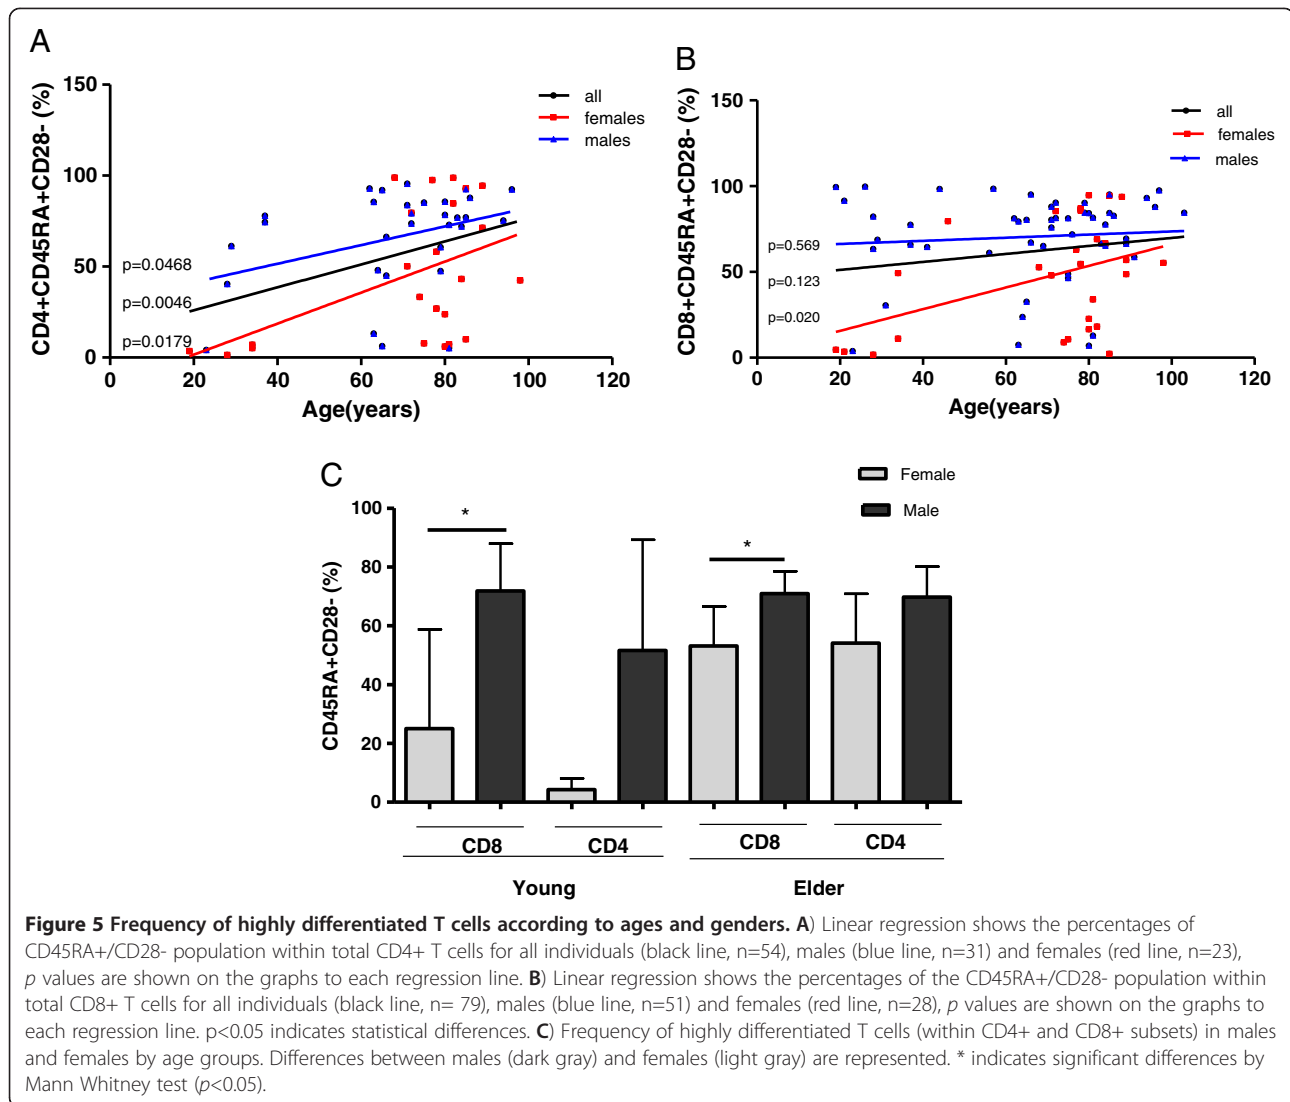 A
CD4+CD45RA+CD28- (%)
150
100
50
0
p=0.0468
p=0.0046
p=0.0179
all
females
males
0 20 40 60 80 100 120
Age(years)
B
CD8+CD45RA+CD28- (%)
150
100
50
0
p=0.569
p=0.123
p=0.020
all
females
males
0 20 40 60 80 100 120
Age(years)
C
Female
Male
CD45RA+CD28- (%)
100
80
60
40
20
0
* *
CD8 CD4 CD8 CD4
Young Elder
Figure 5 Frequency of highly differentiated T cells according to ages and genders. A) Linear regression shows the percentages of
CD45RA+/CD28- population within total CD4+ T cells for all individuals (black line, n=54), males (blue line, n=31) and females (red line, n=23),
p values are shown on the graphs to each regression line. B) Linear regression shows the percentages of the CD45RA+/CD28- population within
total CD8+ T cells for all individuals (black line, n= 79), males (blue line, n=51) and females (red line, n=28), p values are shown on the graphs to
each regression line. p<0.05 indicates statistical differences. C) Frequency of highly differentiated T cells (within CD4+ and CD8+ subsets) in males
and females by age groups. Differences between males (dark gray) and females (light gray) are represented. * indicates significant differences by
Mann Whitney test (p<0.05).